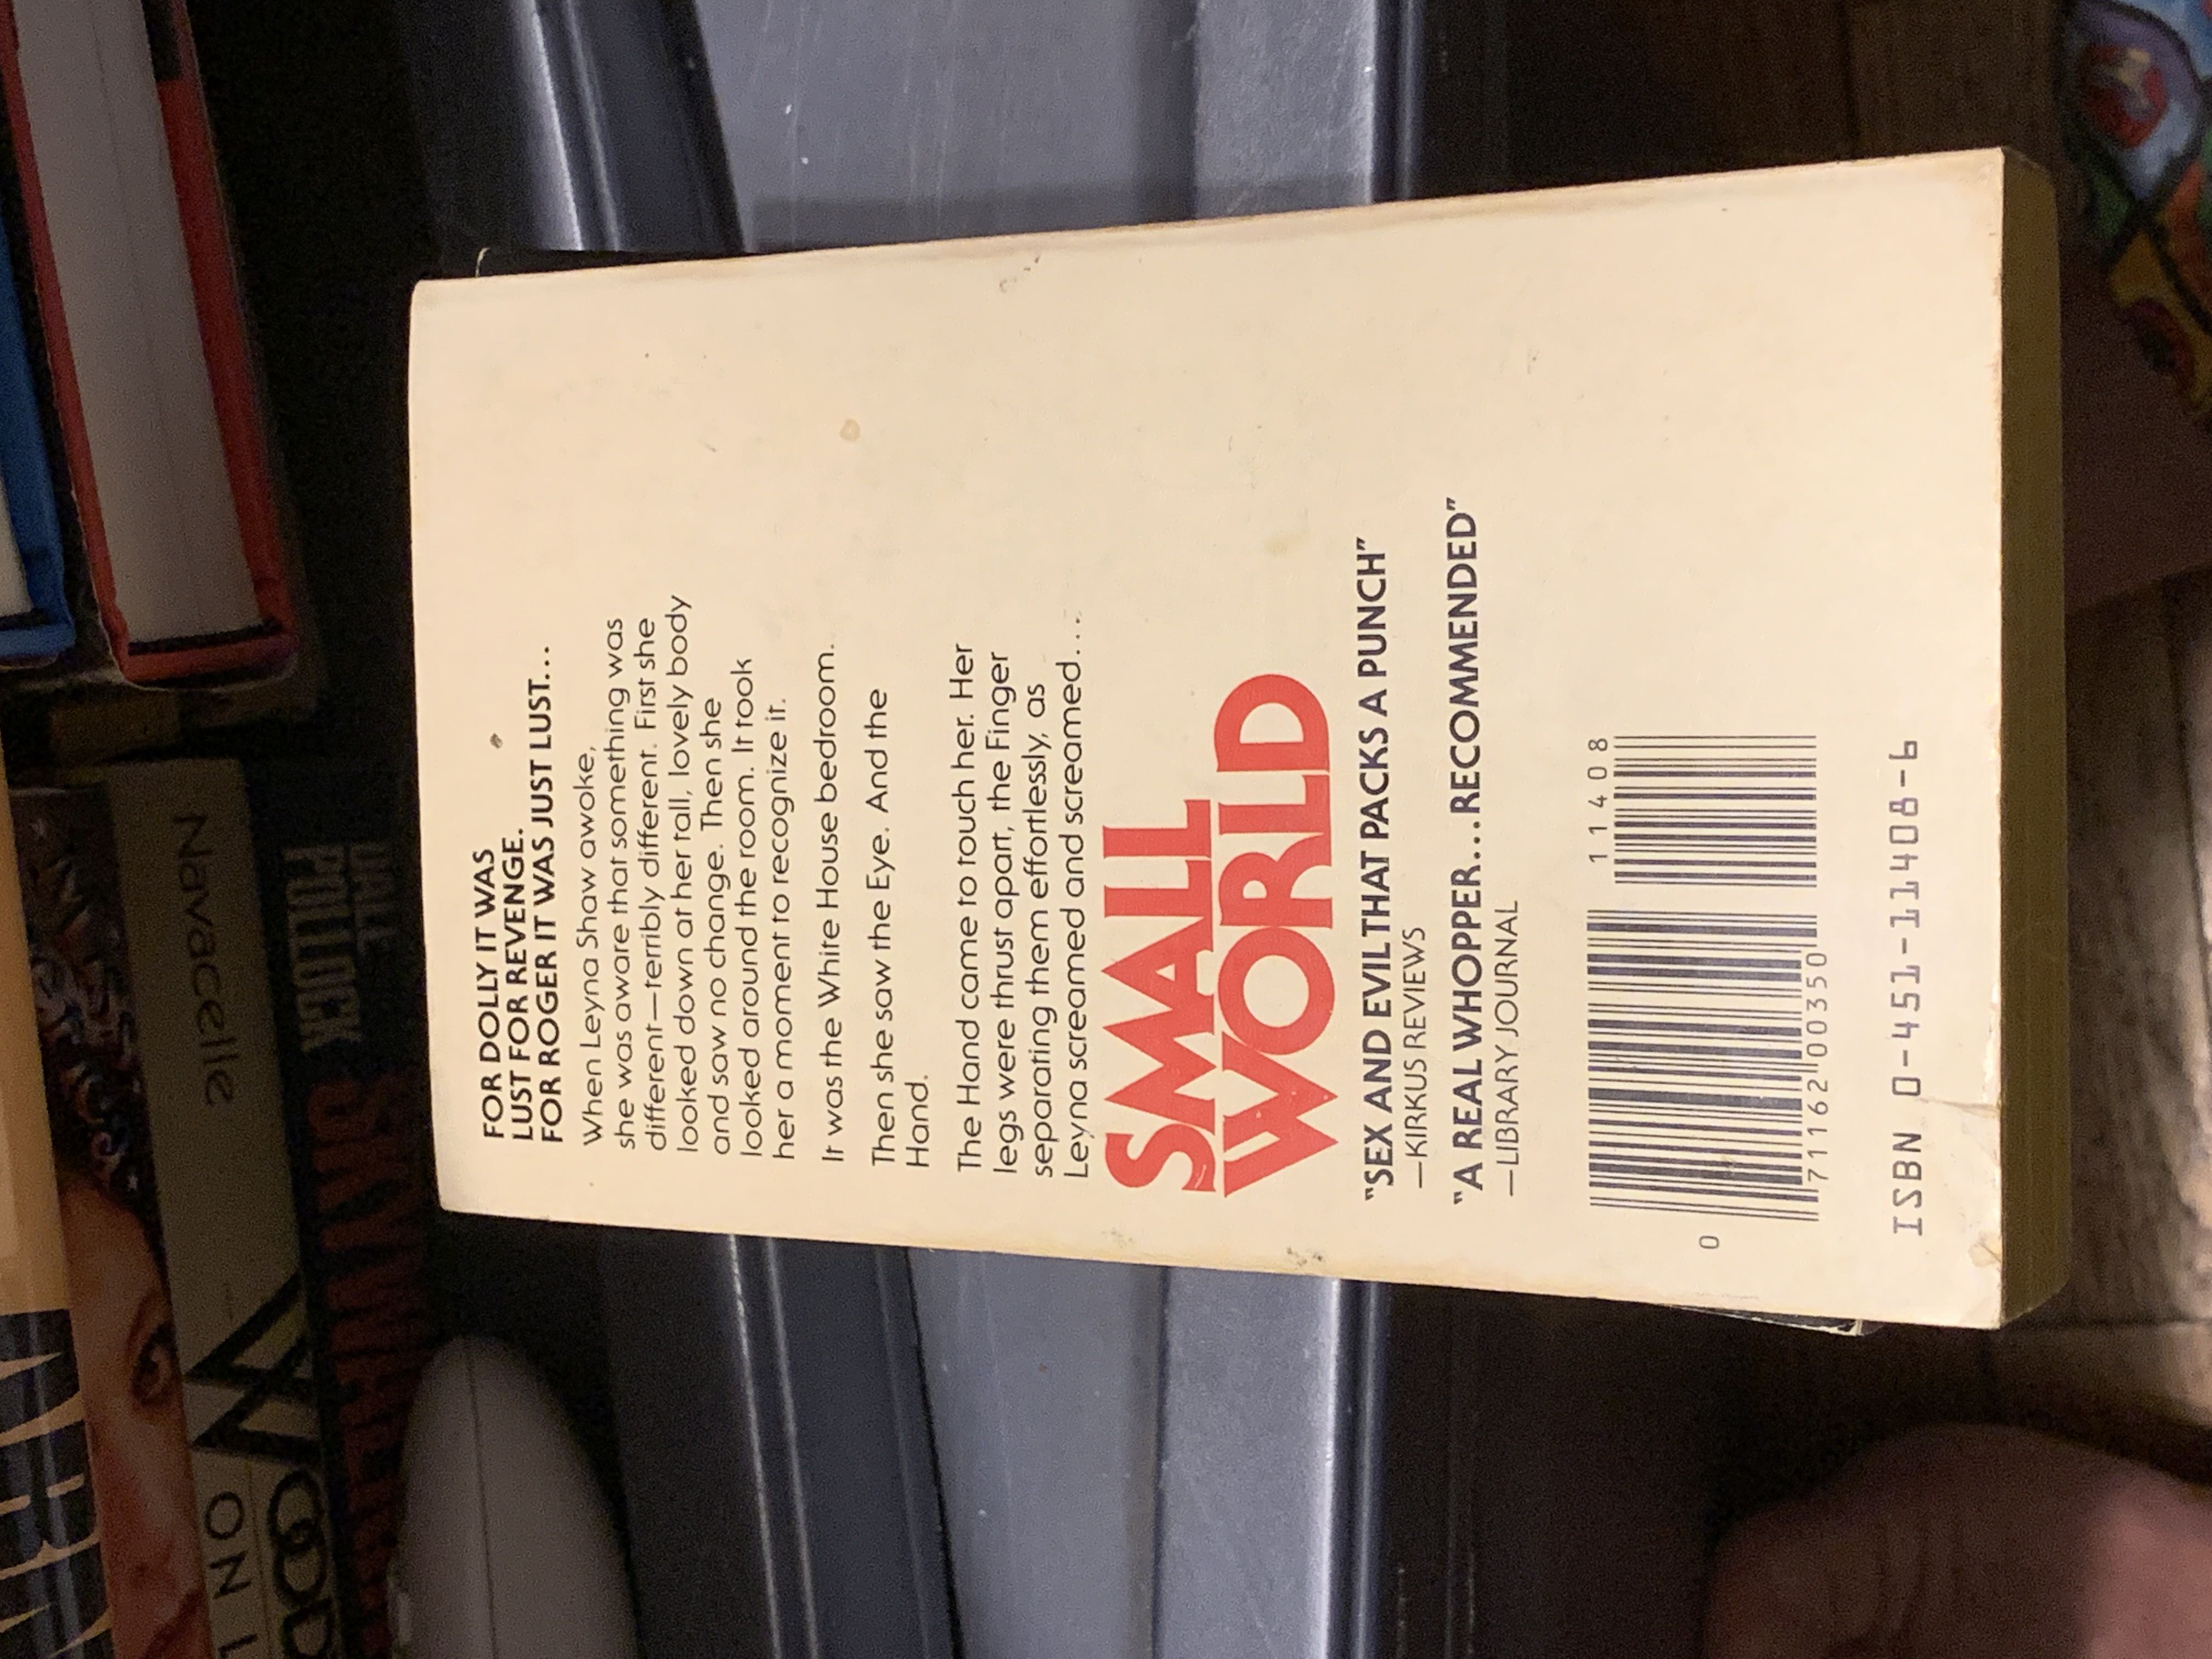 FOR DOLLY IT WAS
LUST FOR REVENGE.
FOR ROGER IT WAS JUST LUST...
When Leyna Shaw awoke,
she was aware that something was
different—terribly different. First she
looked down at her tall, lovely body
and saw no change. Then she
looked around the room. It took
her a moment to recognize it.
It was the White House bedroom.
Then she saw the Eye. And the
Hand.
The Hand came to touch her. Her
legs were thrust apart, the Finger
separating them effortlessly, as
Leyna screamed and screamed...
SMALL
WORLD
"SEX AND EVIL THAT PACKS A PUNCH"
—KIRKUS REVIEWS
"A REAL WHOPPER...RECOMMENDED"
—LIBRARY JOURNAL
11408
0
71162 00350
ISBN 0-451-11408-6
Navacelle
DALE
POLLOCK
SKYWALKING
ON